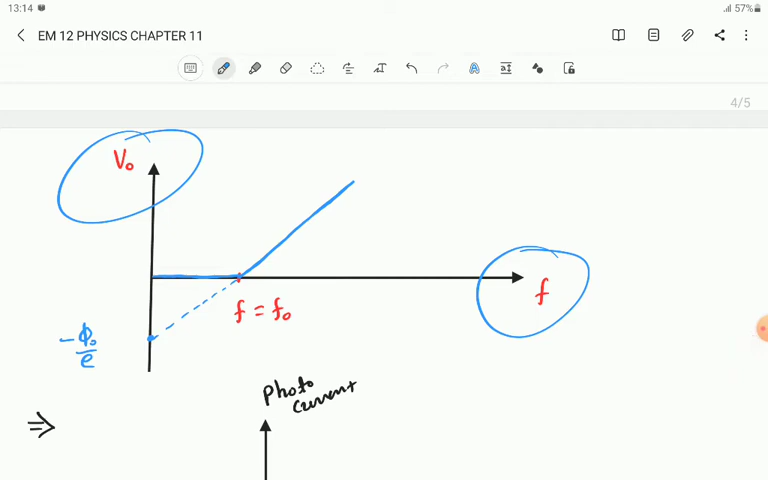 13:14
57%
EM 12 PHYSICS CHAPTER 11
4/5
V₀
f
f = f₀
-ϕ₀/e
Photo
current
⇒